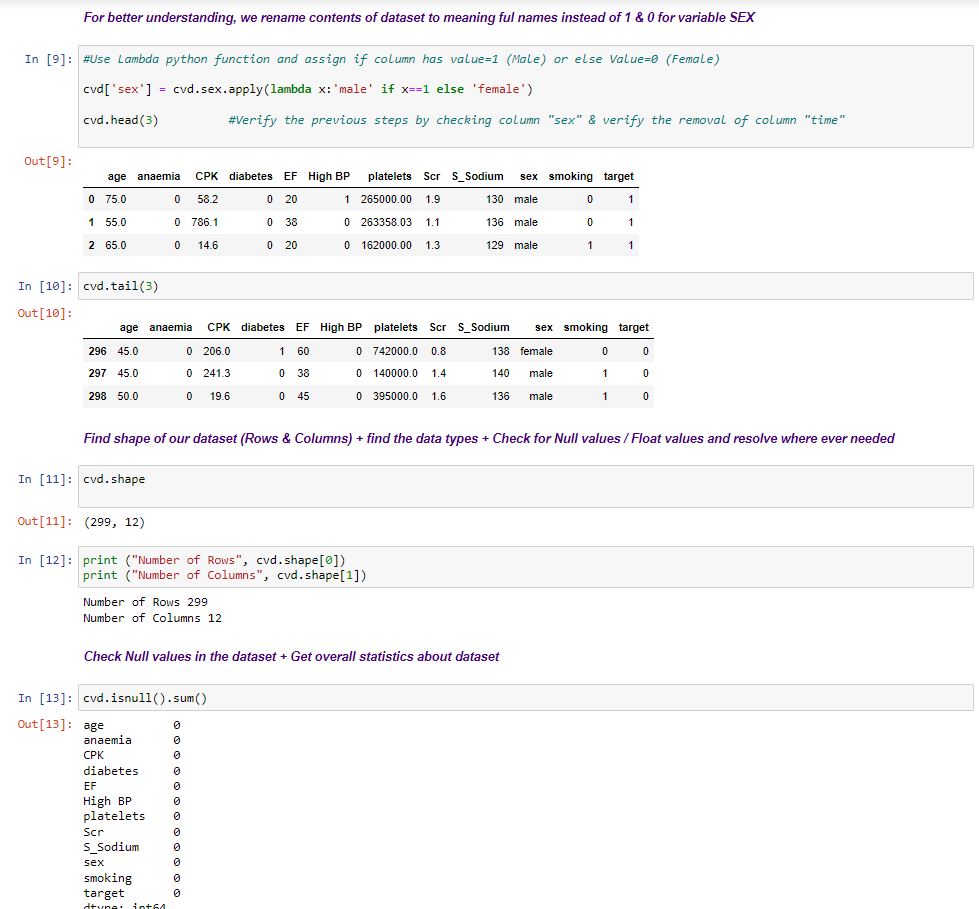 For better understanding, we rename contents of dataset to meaning ful names instead of 1 & 0 for variable SEX
In [9]: #Use Lambda python function and assign if column has value=1 (Male) or else Value=0 (Female)
cvd['sex'] = cvd.sex.apply(lambda x:'male' if x==1 else 'female')
cvd.head(3) #Verify the previous steps by checking column "sex" & verify the removal of column "time"
Out[9]:
age anaemia CPK diabetes EF High BP platelets Scr S_Sodium sex smoking target
0 75.0 0 58.2 0 20 1 265000.00 1.9 130 male 0 1
1 55.0 0 786.1 0 38 0 263358.03 1.1 136 male 0 1
2 65.0 0 14.6 0 20 0 162000.00 1.3 129 male 1 1
In [10]: cvd.tail(3)
Out[10]:
age anaemia CPK diabetes EF High BP platelets Scr S_Sodium sex smoking target
296 45.0 0 206.0 1 60 0 742000.0 0.8 138 female 0 0
297 45.0 0 241.3 0 38 0 140000.0 1.4 140 male 1 0
298 50.0 0 19.6 0 45 0 395000.0 1.6 136 male 1 0
Find shape of our dataset (Rows & Columns) + find the data types + Check for Null values / Float values and resolve where ever needed
In [11]: cvd.shape
Out[11]: (299, 12)
In [12]: print ("Number of Rows", cvd.shape[0])
print ("Number of Columns", cvd.shape[1])
Number of Rows 299
Number of Columns 12
Check Null values in the dataset + Get overall statistics about dataset
In [13]: cvd.isnull().sum()
Out[13]: age 0
anaemia 0
CPK 0
diabetes 0
EF 0
High BP 0
platelets 0
Scr 0
S_Sodium 0
sex 0
smoking 0
target 0
dtype: int64